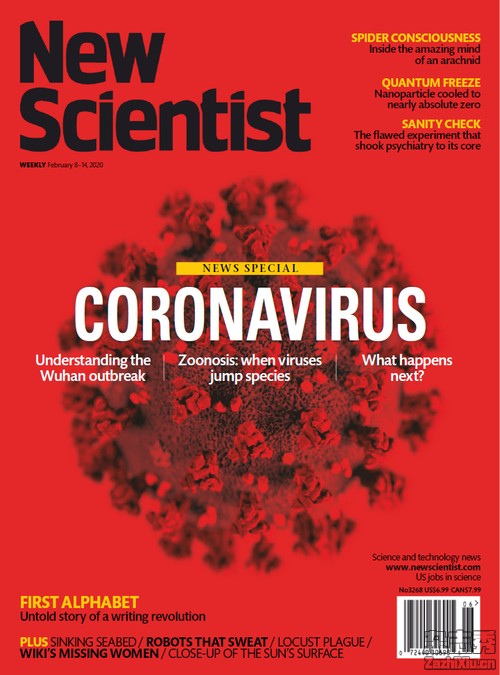 New
Scientist
WEEKLY February 8–14, 2020
SPIDER CONSCIOUSNESS
Inside the amazing mind
of an arachnid
QUANTUM FREEZE
Nanoparticle cooled to
nearly absolute zero
SANITY CHECK
The flawed experiment that
shook psychiatry to its core
NEWS SPECIAL
CORONAVIRUS
Understanding the
Wuhan outbreak
Zoonosis: when viruses
jump species
What happens
next?
Science and technology news
www.newscientist.com
US jobs in science
No3268 US$6.99 CAN$7.99
06
FIRST ALPHABET
Untold story of a writing revolution
PLUS SINKING SEABED / ROBOTS THAT SWEAT / LOCUST PLAGUE /
WIKI'S MISSING WOMEN / CLOSE-UP OF THE SUN'S SURFACE
ZaZhiXiu.cn